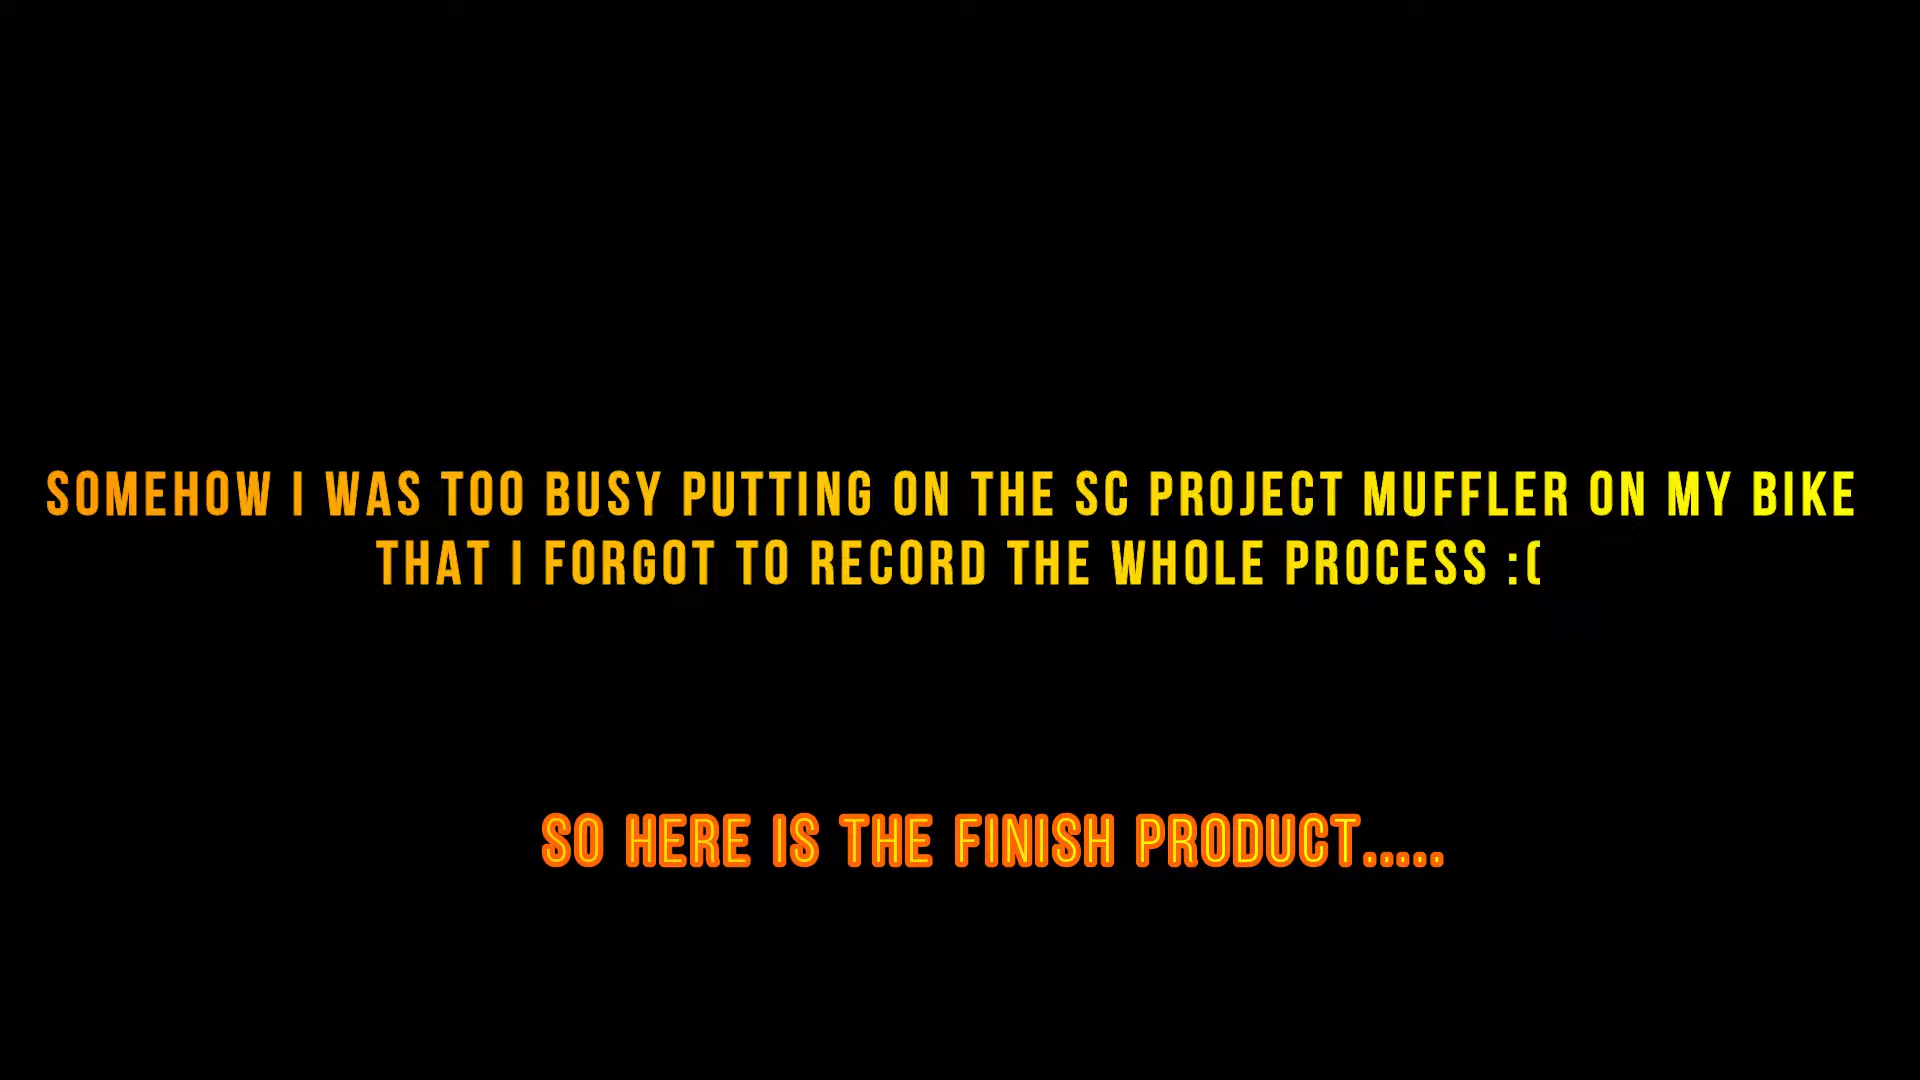 SOMEHOW I WAS TOO BUSY PUTTING ON THE SC PROJECT MUFFLER ON MY BIKE
THAT I FORGOT TO RECORD THE WHOLE PROCESS :(
SO HERE IS THE FINISH PRODUCT.....